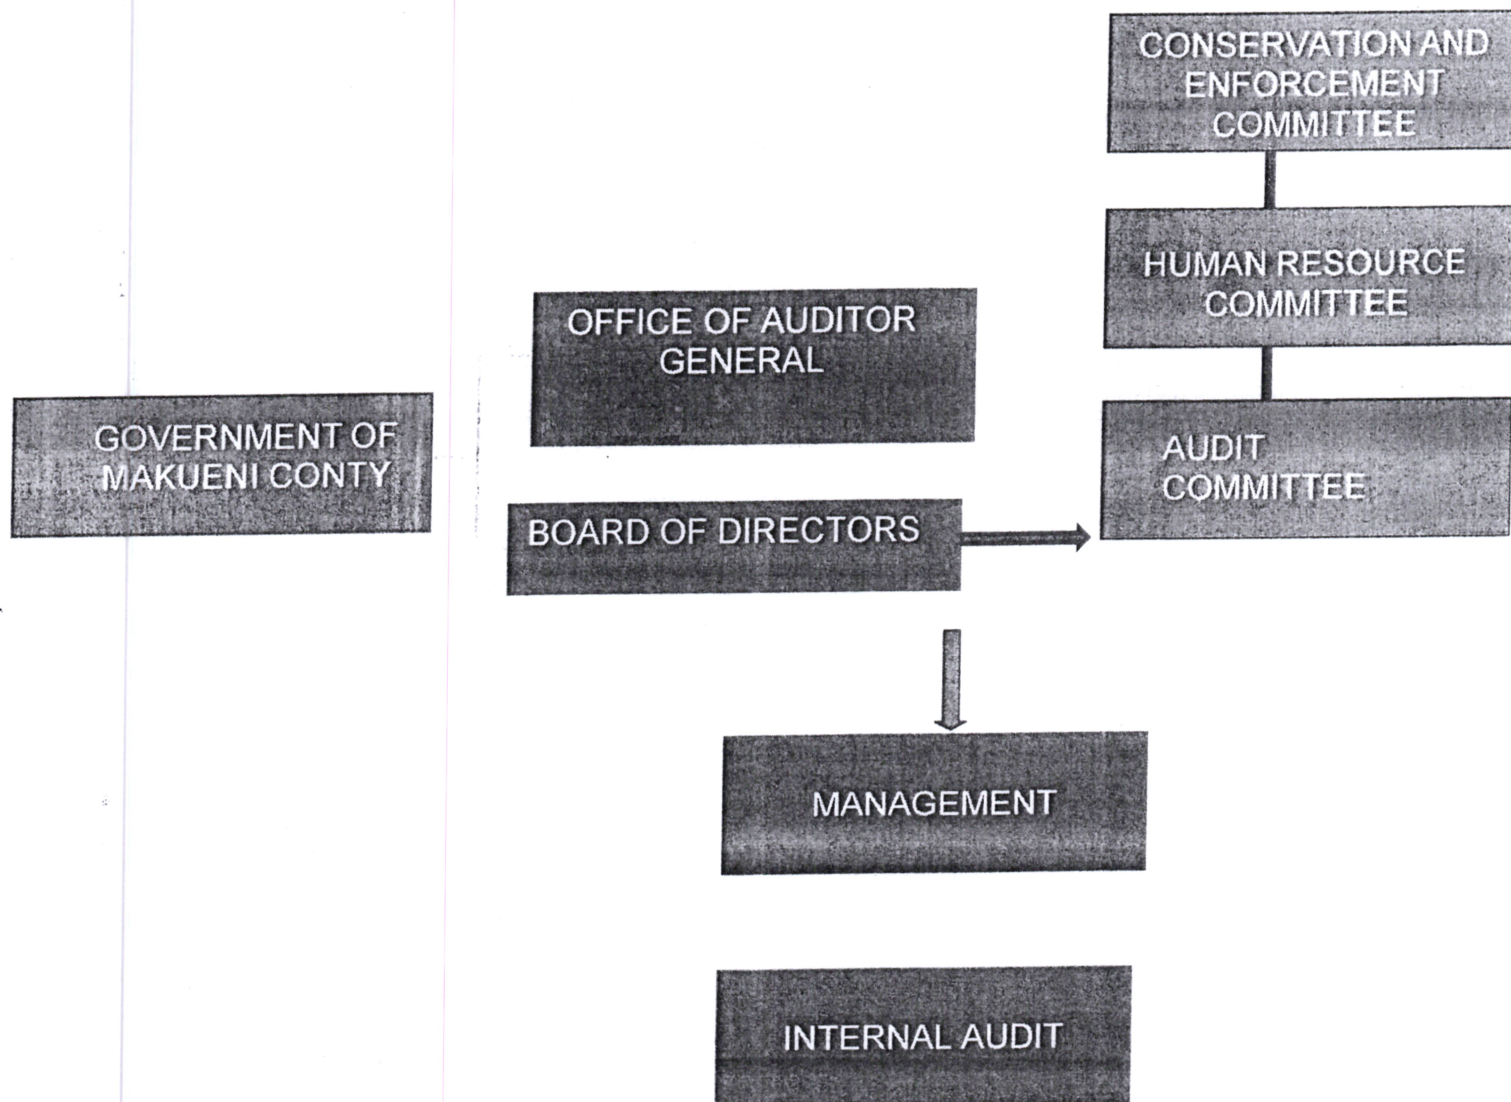 CONSERVATION AND
ENFORCEMENT
COMMITTEE
HUMAN RESOURCE
COMMITTEE
OFFICE OF AUDITOR
GENERAL
GOVERNMENT OF
MAKUENI CONTY
AUDIT
COMMITTEE
BOARD OF DIRECTORS
MANAGEMENT
INTERNAL AUDIT